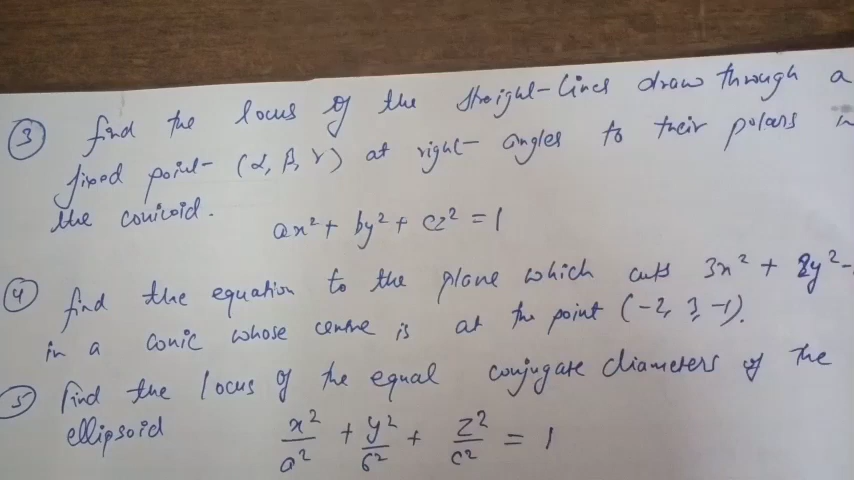 ③ find the locus of the straight-lines draw through a
fixed point (α, β, γ) at right angles to their polars in
the conicoid.
ax² + by² + cz² = 1
④ find the equation to the plane which cuts 3x² + 2y² -
in a conic whose centre is at the point (-2, 3, -1).
5 Find the locus of the equal conjugate diameters of the
ellipsoid x²/a² + y²/b² + z²/c² = 1